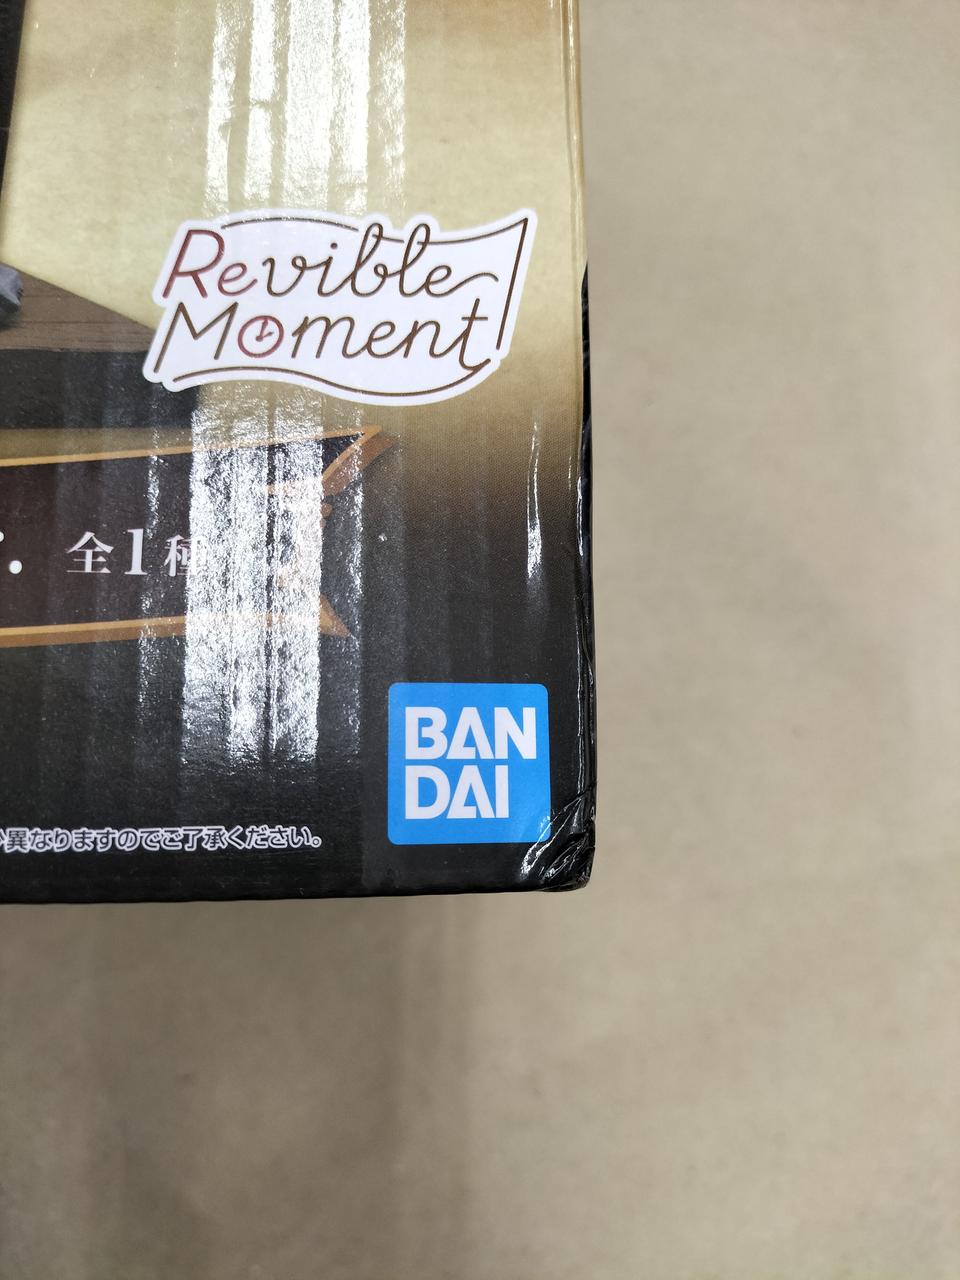 Revible
Moment
全1種
BAN
DAI
異なりますのでご了承ください。